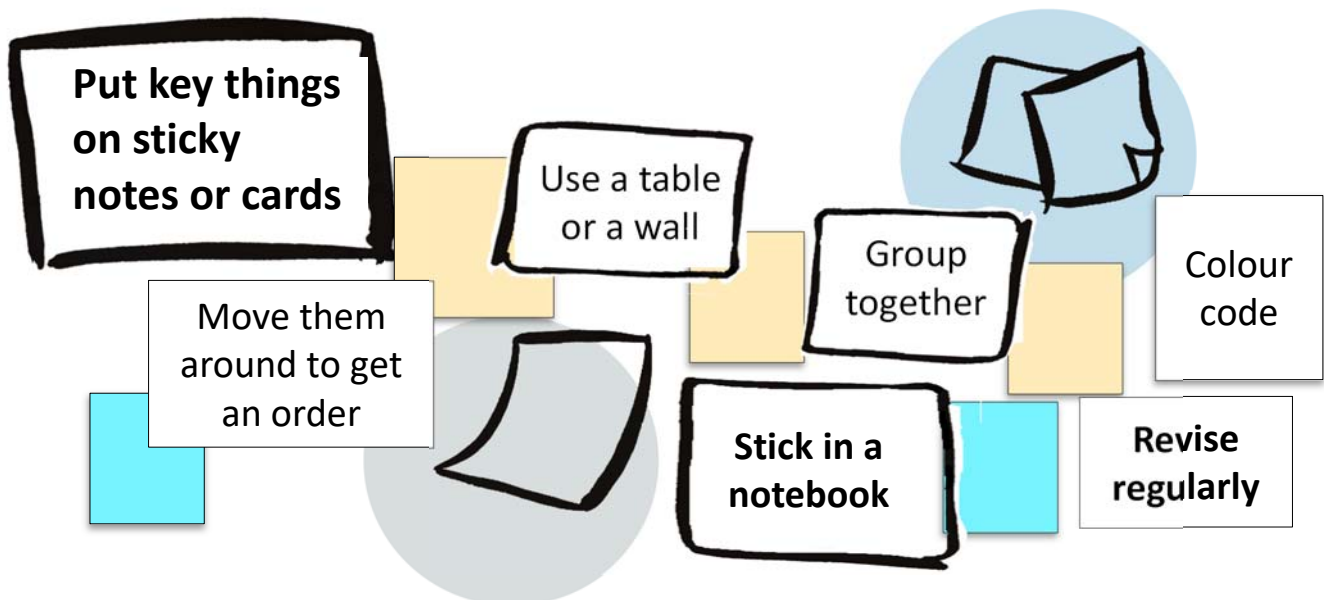 Put key things
on sticky
notes or cards
Use a table
or a wall
Group
together
Colour
code
Move them
around to get
an order
Stick in a
notebook
Revise
regularly